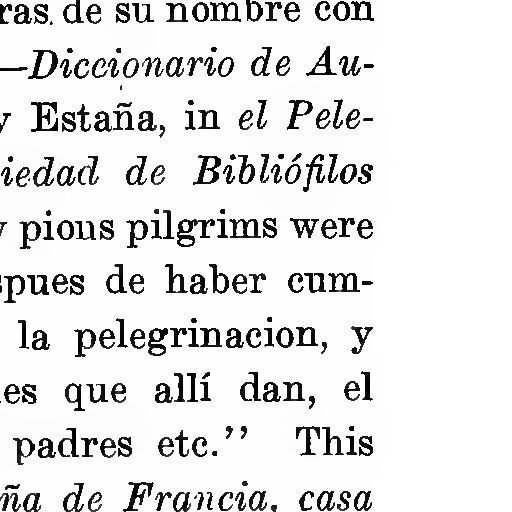 ras. de su nombre con
—Diccionario de Au-
y Estaña, in el Pele-
iedad de Bibliófilos
y pious pilgrims were
spues de haber cum-
la pelegrinacion, y
es que allí dan, el
padres etc.” This
ña de Francia, casa